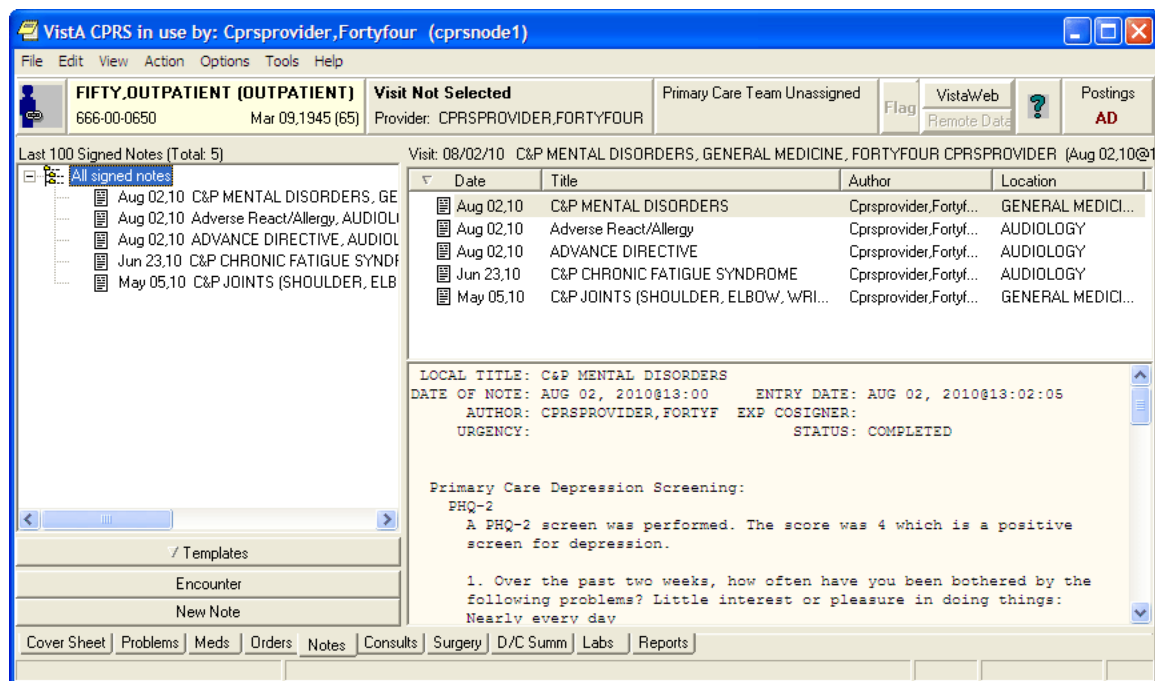 VistA CPRS in use by: Cprsprovider,Fortyfour (cprsnode1)
File Edit View Action Options Tools Help
FIFTY,OUTPATIENT (OUTPATIENT)
666-00-0650 Mar 09,1945 (65)
Visit Not Selected
Provider: CPRSPROVIDER,FORTYFOUR
Primary Care Team Unassigned
Flag
VistaWeb
Remote Data
?
Postings
AD
Last 100 Signed Notes (Total: 5)
All signed notes
Aug 02,10 C&P MENTAL DISORDERS, GE
Aug 02,10 Adverse React/Allergy, AUDIOL
Aug 02,10 ADVANCE DIRECTIVE, AUDIOL
Jun 23,10 C&P CHRONIC FATIGUE SYNDR
May 05,10 C&P JOINTS (SHOULDER, ELB
Templates
Encounter
New Note
Visit: 08/02/10 C&P MENTAL DISORDERS, GENERAL MEDICINE, FORTYFOUR CPRSPROVIDER (Aug 02,10@1
Date Title Author Location
Aug 02,10 C&P MENTAL DISORDERS Cprsprovider,Fortyf... GENERAL MEDICI...
Aug 02,10 Adverse React/Allergy Cprsprovider,Fortyf... AUDIOLOGY
Aug 02,10 ADVANCE DIRECTIVE Cprsprovider,Fortyf... AUDIOLOGY
Jun 23,10 C&P CHRONIC FATIGUE SYNDROME Cprsprovider,Fortyf... AUDIOLOGY
May 05,10 C&P JOINTS (SHOULDER, ELBOW, WRI... Cprsprovider,Fortyf... GENERAL MEDICI...
LOCAL TITLE: C&P MENTAL DISORDERS
DATE OF NOTE: AUG 02, 2010@13:00 ENTRY DATE: AUG 02, 2010@13:02:05
AUTHOR: CPRSPROVIDER,FORTYF EXP COSIGNER:
URGENCY: STATUS: COMPLETED
Primary Care Depression Screening:
PHQ-2
A PHQ-2 screen was performed. The score was 4 which is a positive
screen for depression.
1. Over the past two weeks, how often have you been bothered by the
following problems? Little interest or pleasure in doing things:
Nearly every day
Cover Sheet Problems Meds Orders Notes Consults Surgery D/C Summ Labs Reports